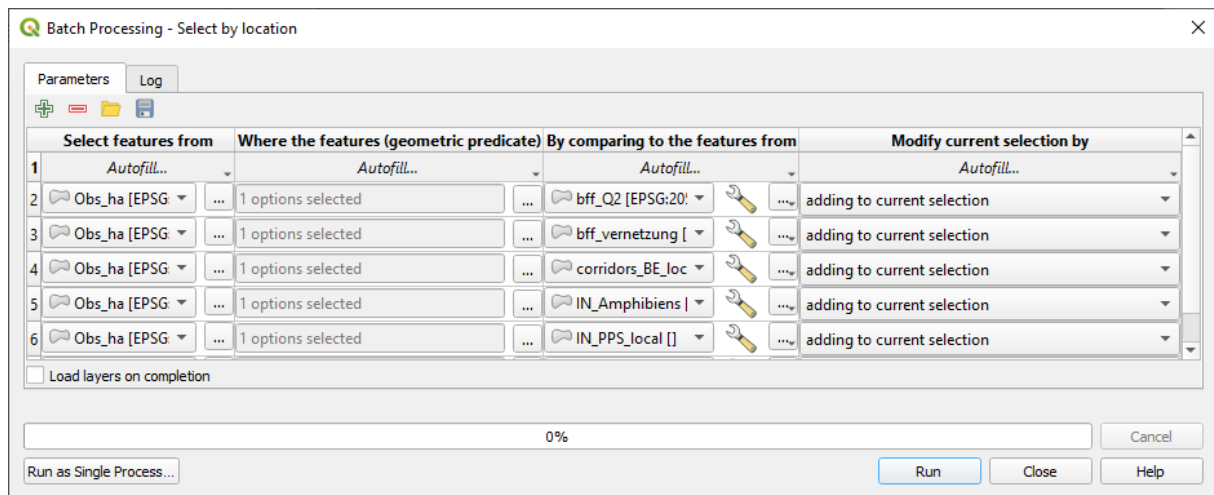 Batch Processing - Select by location
Parameters Log
Select features from Where the features (geometric predicate) By comparing to the features from Modify current selection by
1 Autofill... Autofill... Autofill... Autofill...
2 Obs_ha [EPSG: ... 1 options selected ... bff_Q2 [EPSG:20! ... adding to current selection
3 Obs_ha [EPSG: ... 1 options selected ... bff_vernetzung [ ... adding to current selection
4 Obs_ha [EPSG: ... 1 options selected ... corridors_BE_loc ... adding to current selection
5 Obs_ha [EPSG: ... 1 options selected ... IN_Amphibiens [ ... adding to current selection
6 Obs_ha [EPSG: ... 1 options selected ... IN_PPS_local [] ... adding to current selection
Load layers on completion
0% Cancel
Run as Single Process... Run Close Help